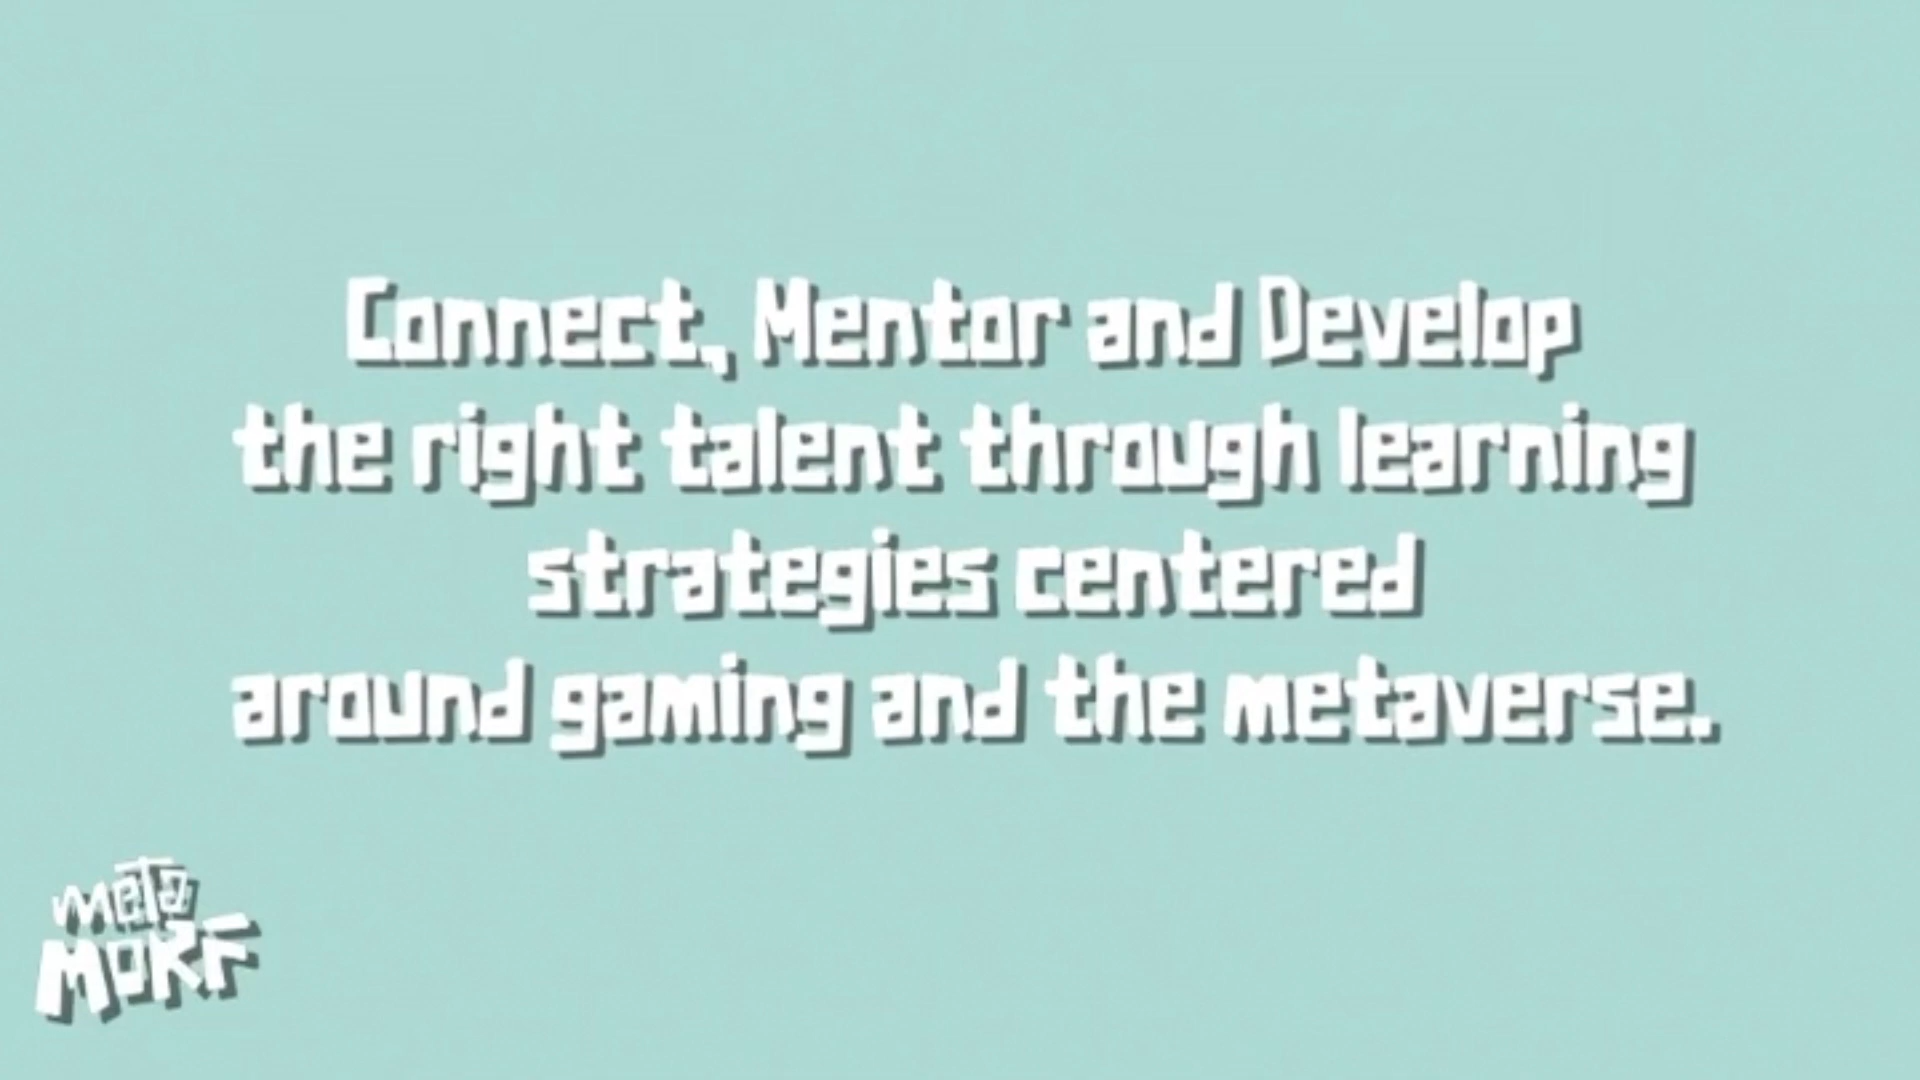 Connect, Mentor and Develop
the right talent through learning
strategies centered
around gaming and the metaverse.
meta
MORF